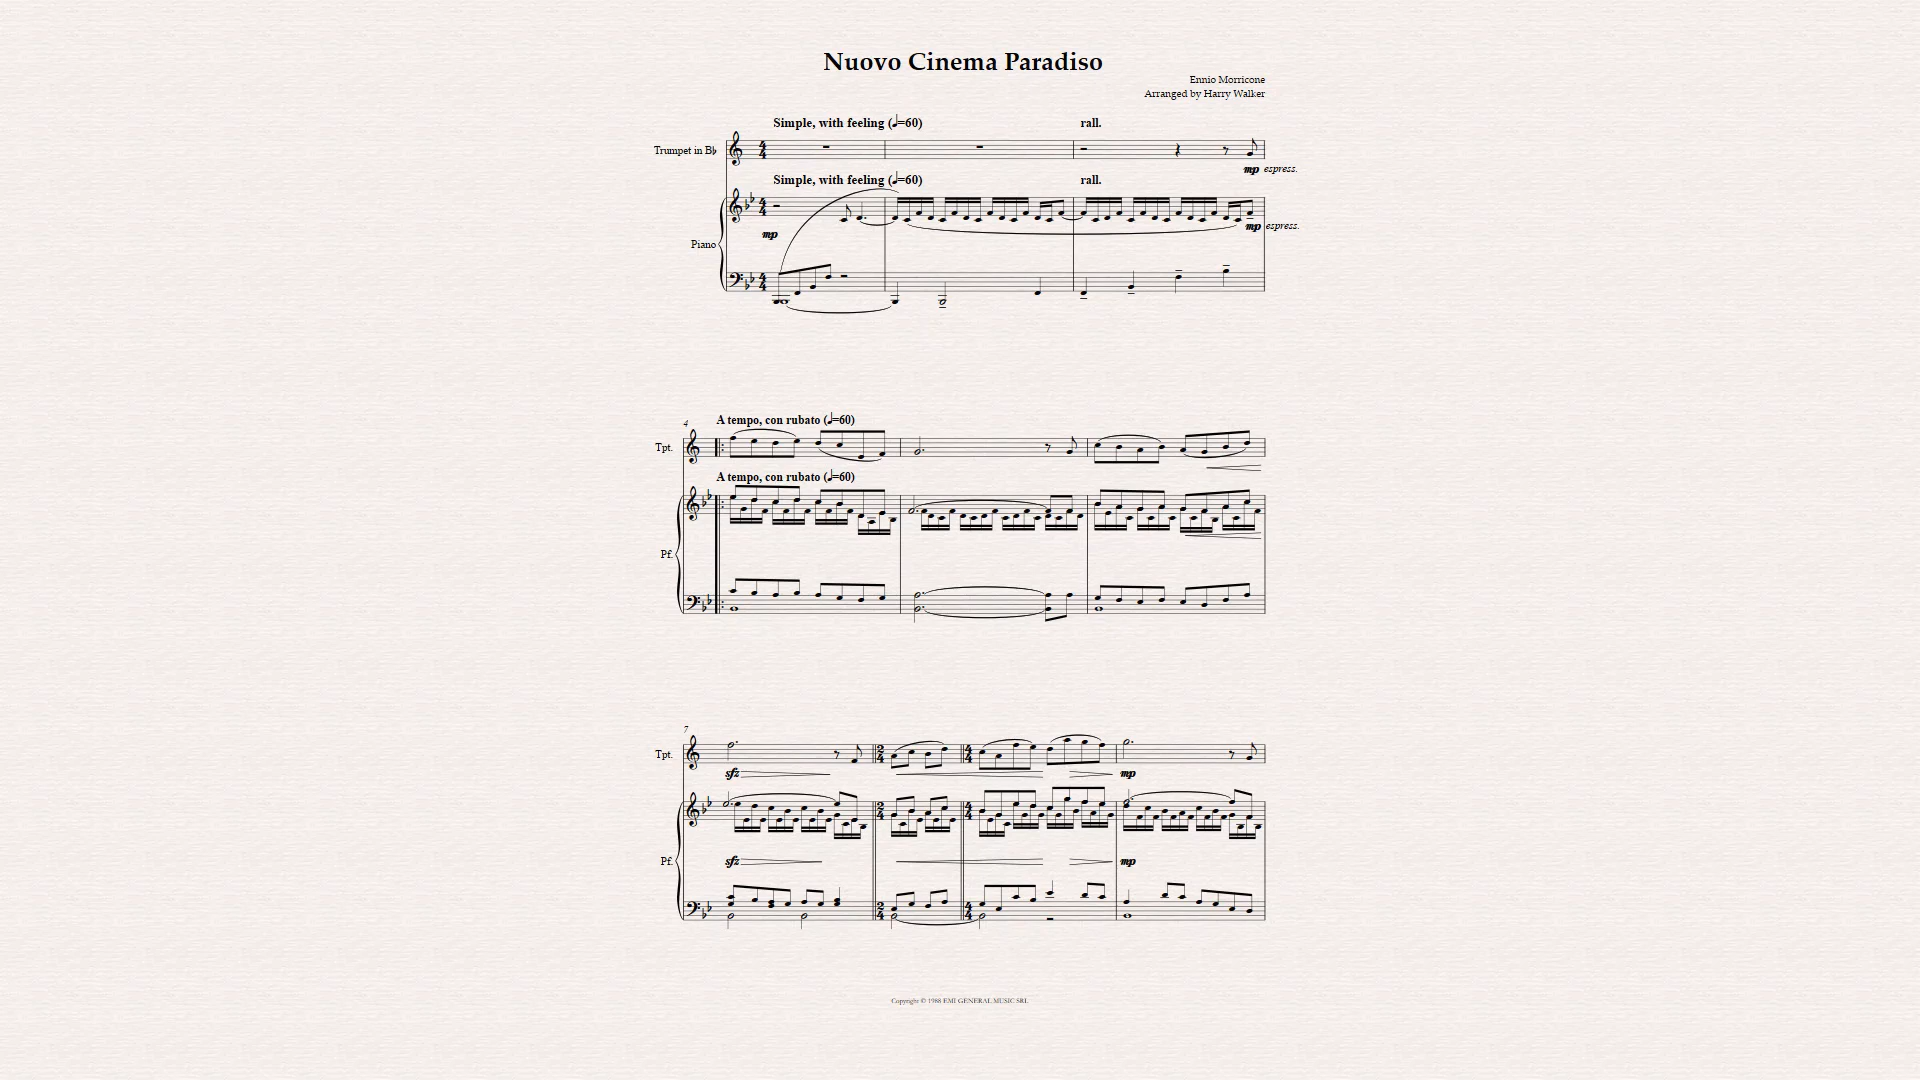 Nuovo Cinema Paradiso
Ennio Morricone
Arranged by Harry Walker
Simple, with feeling (♩=60)
rall.
Trumpet in B♭
mp espress.
Simple, with feeling (♩=60)
rall.
mp
mp espress.
Piano
4
A tempo, con rubato (♩=60)
Tpt.
A tempo, con rubato (♩=60)
Pf.
7
Tpt.
sfz
mp
Pf.
sfz
mp
Copyright © 1988 EMI GENERAL MUSIC SRL